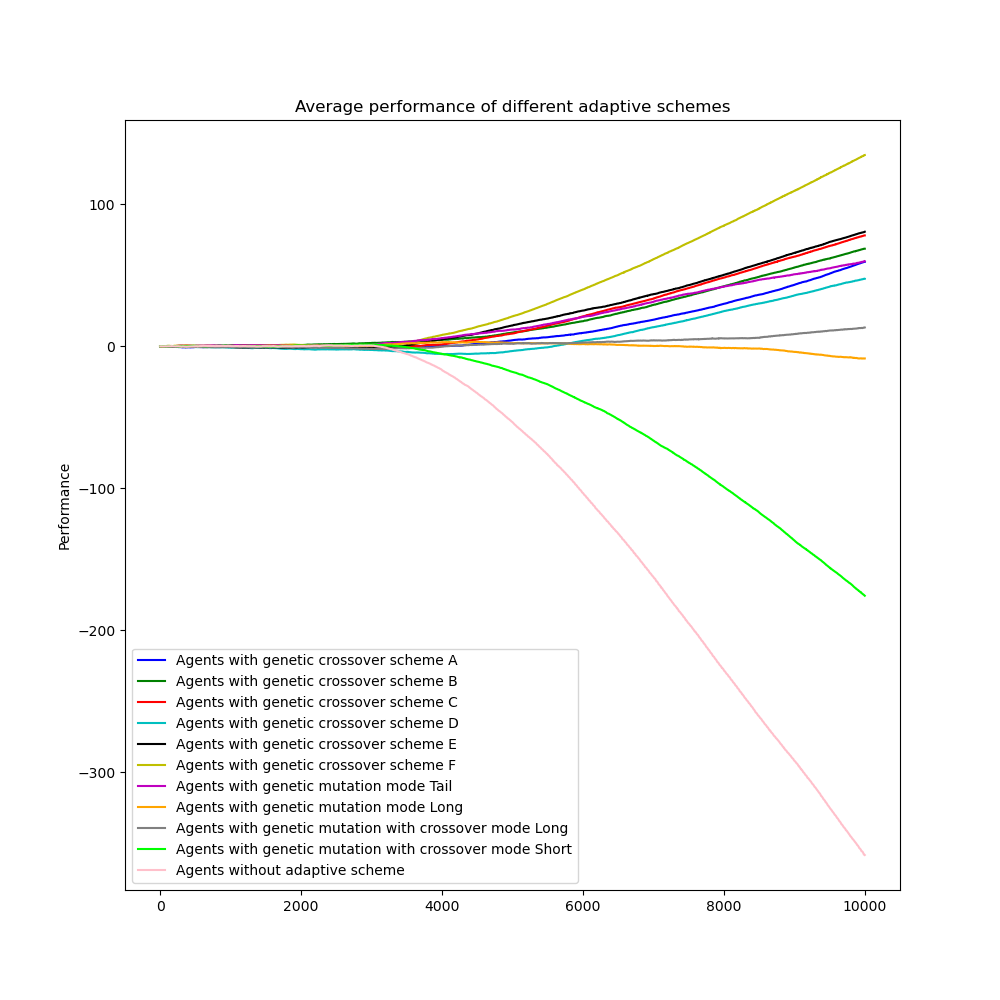 Average performance of different adaptive schemes
100
0
−100
−200
−300
Performance
Agents with genetic crossover scheme A
Agents with genetic crossover scheme B
Agents with genetic crossover scheme C
Agents with genetic crossover scheme D
Agents with genetic crossover scheme E
Agents with genetic crossover scheme F
Agents with genetic mutation mode Tail
Agents with genetic mutation mode Long
Agents with genetic mutation with crossover mode Long
Agents with genetic mutation with crossover mode Short
Agents without adaptive scheme
0 2000 4000 6000 8000 10000